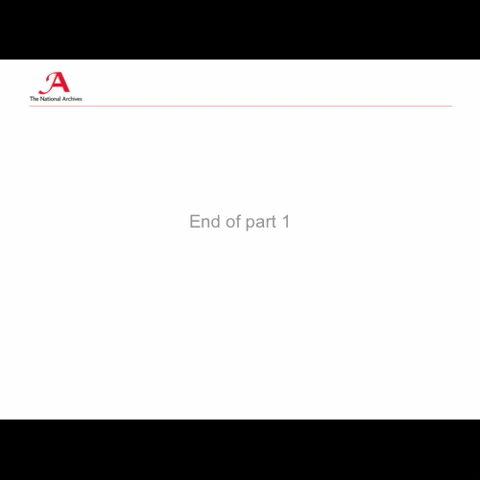 A
The National Archives
End of part 1